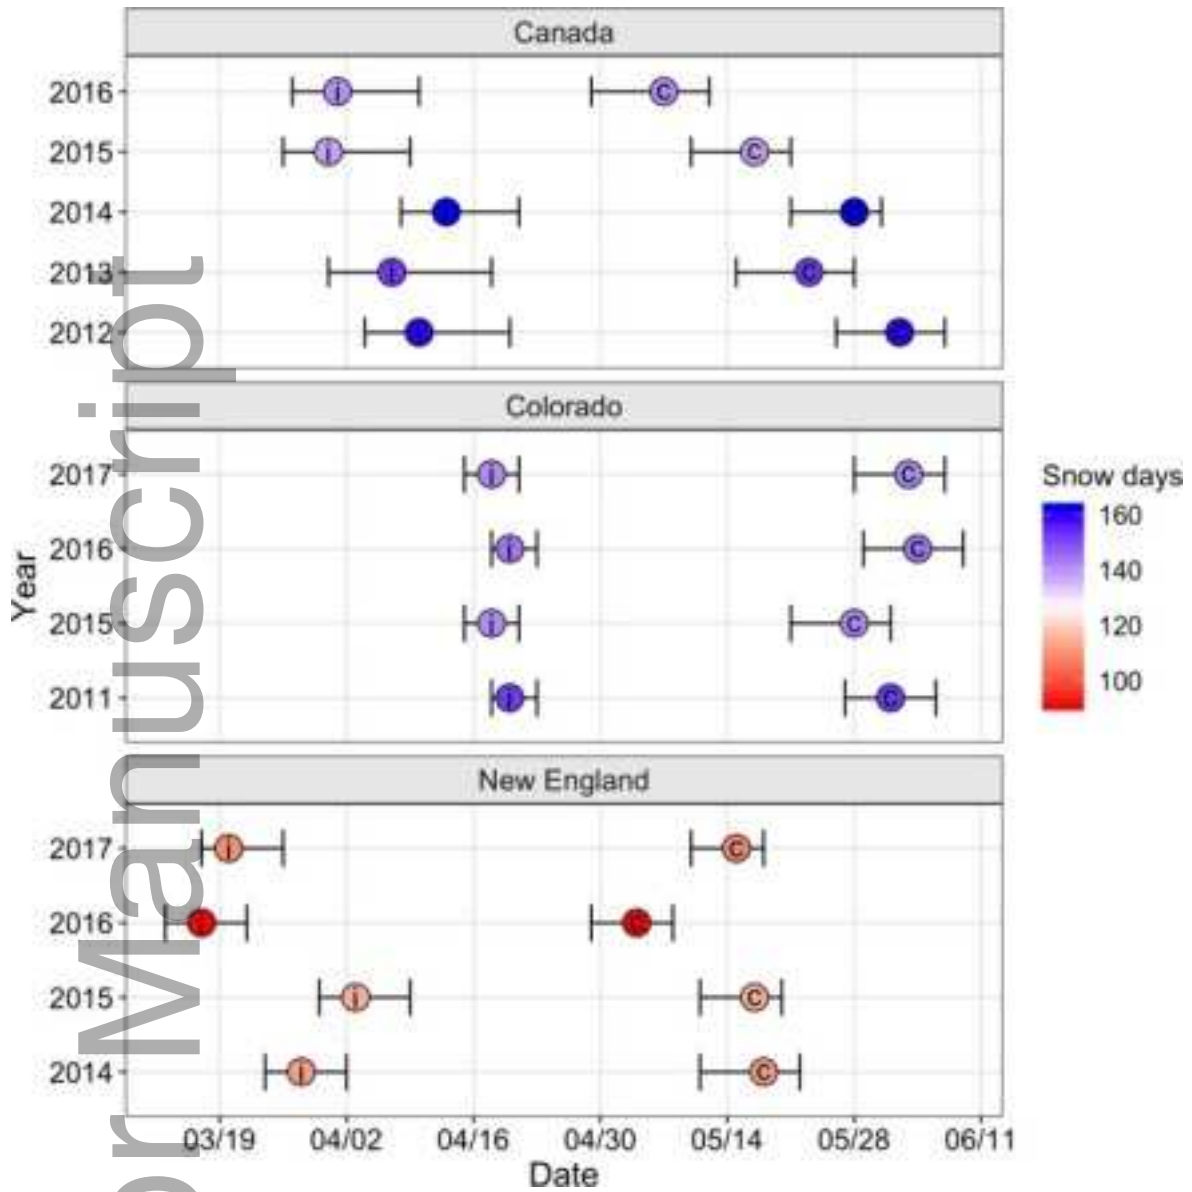 Canada
2016
i
C
2015
i
C
2014
2013
i
C
2012
Colorado
2017
i
C
2016
i
C
2015
i
C
2011
i
C
New England
2017
i
C
2016
2015
i
C
2014
i
C
03/19
04/02
04/16
04/30
05/14
05/28
06/11
Date
Year
Snow days
160
140
120
100
or Manuscript